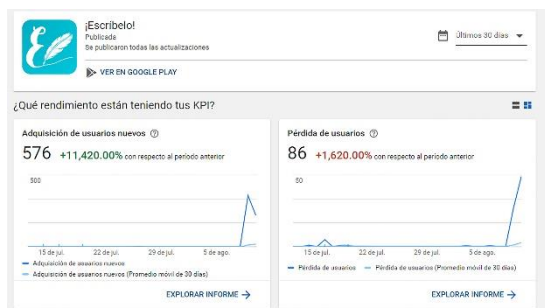 ¡Escríbelo!
Publicada
Se publicaron todas las actualizaciones
VER EN GOOGLE PLAY
Últimos 30 días
¿Qué rendimiento están teniendo tus KPI?
Adquisición de usuarios nuevos
576 +11,420.00% con respecto al período anterior
500
15 de jul. 22 de jul. 29 de jul. 5 de ago.
Adquisición de usuarios nuevos
Adquisición de usuarios nuevos (Promedio móvil de 30 días)
EXPLORAR INFORME
Pérdida de usuarios
86 +1,620.00% con respecto al período anterior
50
15 de jul. 22 de jul. 29 de jul. 5 de ago.
Pérdida de usuarios Pérdida de usuarios (Promedio móvil de 30 días)
EXPLORAR INFORME